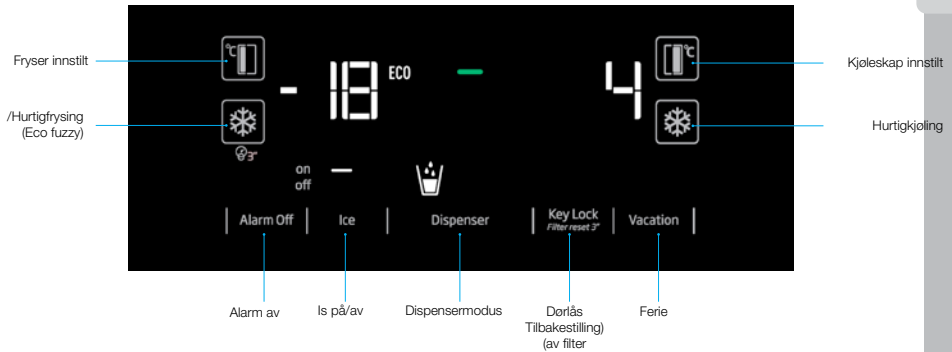 Fryser innstilt
°C
- 18
ECO
4
°C
Kjøleskap innstilt
/Hurtigfrysing
(Eco fuzzy)
Hurtigkjøling
3"
on
off
Alarm Off
Ice
Dispenser
Key Lock
Filter reset 3"
Vacation
Alarm av
Is på/av
Dispensermodus
Dørlås
Tilbakestilling)
(av filter
Ferie